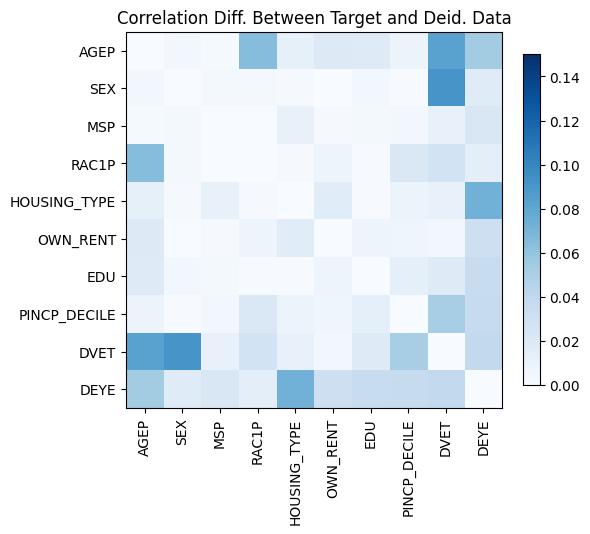 Correlation Diff. Between Target and Deid. Data
AGEP
SEX
MSP
RAC1P
HOUSING_TYPE
OWN_RENT
EDU
PINCP_DECILE
DVET
DEYE
AGEP
SEX
MSP
RAC1P
HOUSING_TYPE
OWN_RENT
EDU
PINCP_DECILE
DVET
DEYE
0.14
0.12
0.10
0.08
0.06
0.04
0.02
0.00